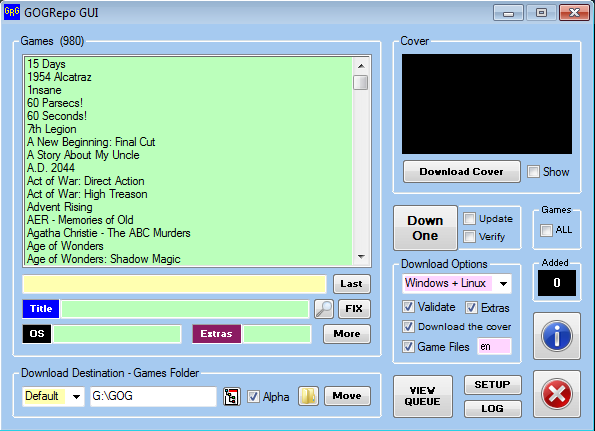 GRG GOGRepo GUI
Games (980)
15 Days
1954 Alcatraz
1nsane
60 Parsecs!
60 Seconds!
7th Legion
A New Beginning: Final Cut
A Story About My Uncle
A.D. 2044
Act of War: Direct Action
Act of War: High Treason
Advent Rising
AER - Memories of Old
Agatha Christie - The ABC Murders
Age of Wonders
Age of Wonders: Shadow Magic
Last
Title
FIX
OS
Extras
More
Download Destination - Games Folder
Default
G:\GOG
Alpha
Move
Cover
Download Cover
Show
Down
One
Update
Verify
Games
ALL
Download Options
Windows + Linux
Validate
Extras
Download the cover
Game Files
en
Added
0
VIEW
QUEUE
SETUP
LOG